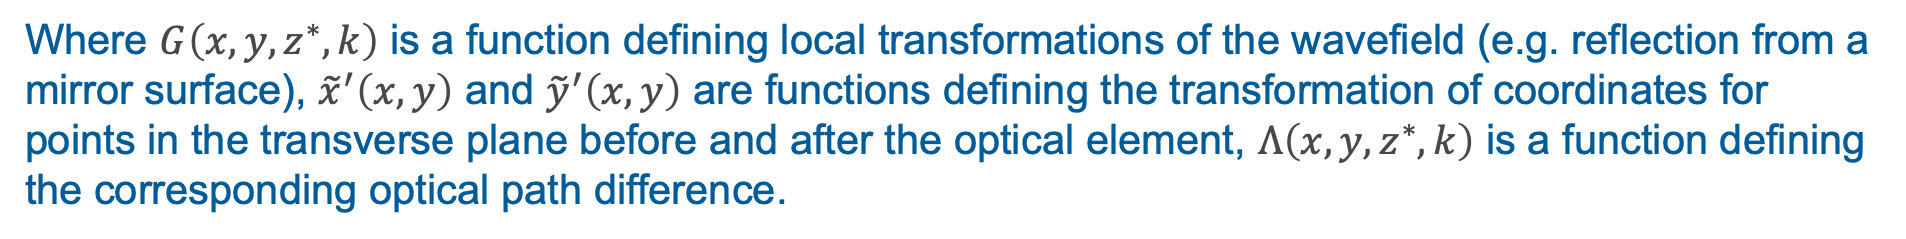 Where G(x, y, z*, k) is a function defining local transformations of the wavefield (e.g. reflection from a
mirror surface), x̃′(x, y) and ỹ′(x, y) are functions defining the transformation of coordinates for
points in the transverse plane before and after the optical element, Λ(x, y, z*, k) is a function defining
the corresponding optical path difference.